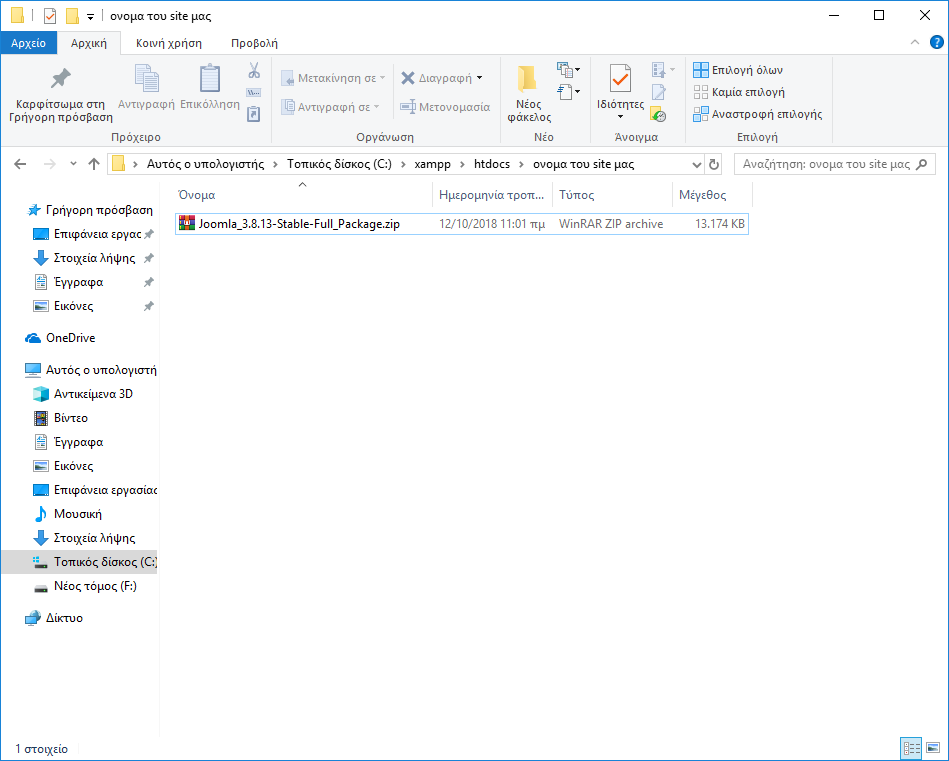 ονομα του site μας
Αρχείο Αρχική Κοινή χρήση Προβολή
Καρφίτσωμα στη Γρήγορη πρόσβαση
Αντιγραφή Επικόλληση
Μετακίνηση σε
Αντιγραφή σε
Διαγραφή
Μετονομασία
Νέος φάκελος
Ιδιότητες
Επιλογή όλων
Καμία επιλογή
Αναστροφή επιλογής
Πρόχειρο Οργάνωση Νέο Άνοιγμα Επιλογή
Αυτός ο υπολογιστής > Τοπικός δίσκος (C:) > xampp > htdocs > ονομα του site μας
Αναζήτηση: ονομα του site μας
Όνομα Ημερομηνία τροπ... Τύπος Μέγεθος
Joomla_3.8.13-Stable-Full_Package.zip 12/10/2018 11:01 πμ WinRAR ZIP archive 13.174 KB
Γρήγορη πρόσβαση
Επιφάνεια εργας
Στοιχεία λήψης
Έγγραφα
Εικόνες
OneDrive
Αυτός ο υπολογιστή
Αντικείμενα 3D
Βίντεο
Έγγραφα
Εικόνες
Επιφάνεια εργασίας
Μουσική
Στοιχεία λήψης
Τοπικός δίσκος (C:)
Νέος τόμος (F:)
Δίκτυο
1 στοιχείο